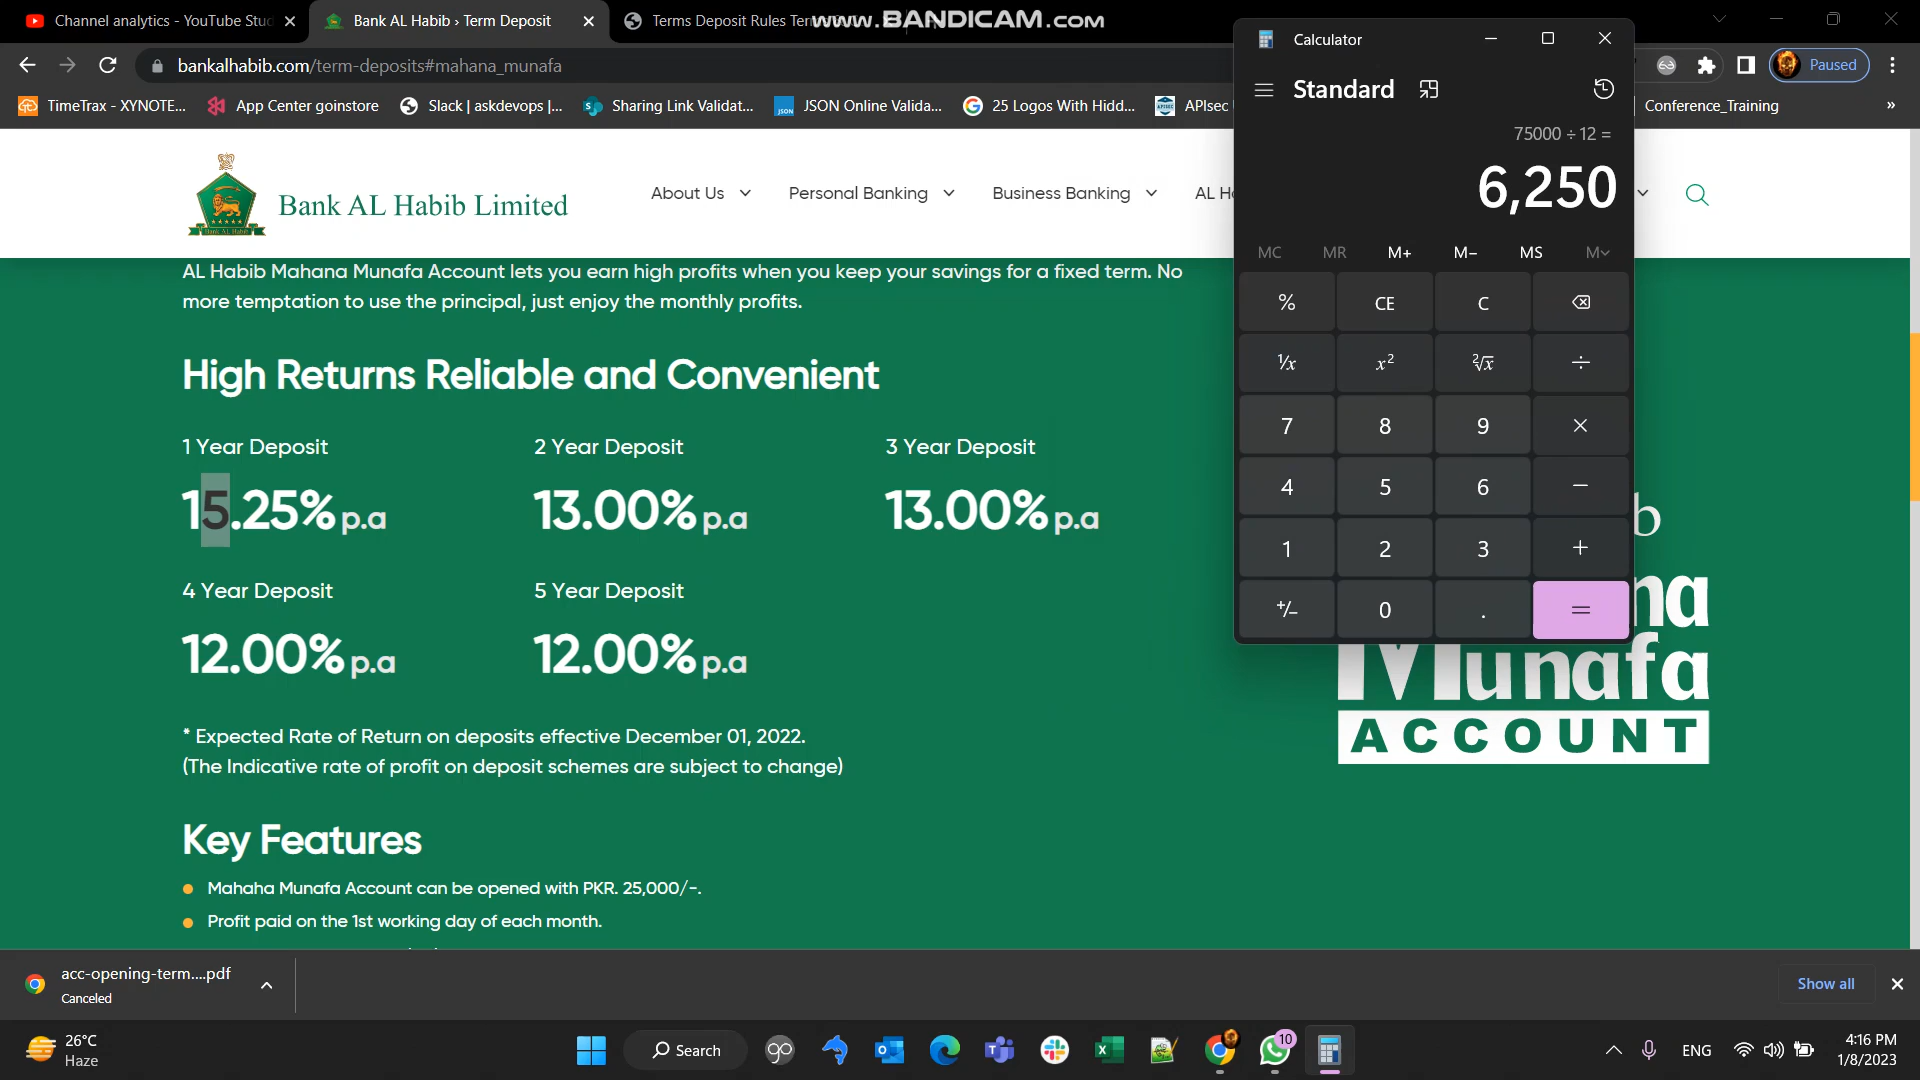 Channel analytics - YouTube Stud
Bank AL Habib › Term Deposit
Terms Deposit Rules
www.BANDICAM.com
bankalhabib.com/term-deposits#mahana_munafa
Paused
TimeTrax - XYNOTE...
App Center goinstore
Slack | askdevops |...
Sharing Link Validat...
JSON Online Valida...
25 Logos With Hidd...
APIsec
Conference_Training
»
Bank AL Habib Limited
About Us
Personal Banking
Business Banking
AL H
AL Habib Mahana Munafa Account lets you earn high profits when you keep your savings for a fixed term. No
more temptation to use the principal, just enjoy the monthly profits.
High Returns Reliable and Convenient
1 Year Deposit
2 Year Deposit
3 Year Deposit
15.25% p.a
13.00% p.a
13.00% p.a
4 Year Deposit
5 Year Deposit
12.00% p.a
12.00% p.a
* Expected Rate of Return on deposits effective December 01, 2022.
(The Indicative rate of profit on deposit schemes are subject to change)
Key Features
Mahaha Munafa Account can be opened with PKR. 25,000/-.
Profit paid on the 1st working day of each month.
b
na
Munafa
ACCOUNT
Calculator
Standard
75000 ÷ 12 =
6,250
MC MR M+ M− MS M˅
% CE C ⌫
¹/x x² ²√x ÷
7 8 9 ×
4 5 6 −
1 2 3 +
+/− 0 . =
acc-opening-term....pdf
Canceled
Show all
26°C
Haze
Search
10
ENG
4:16 PM
1/8/2023